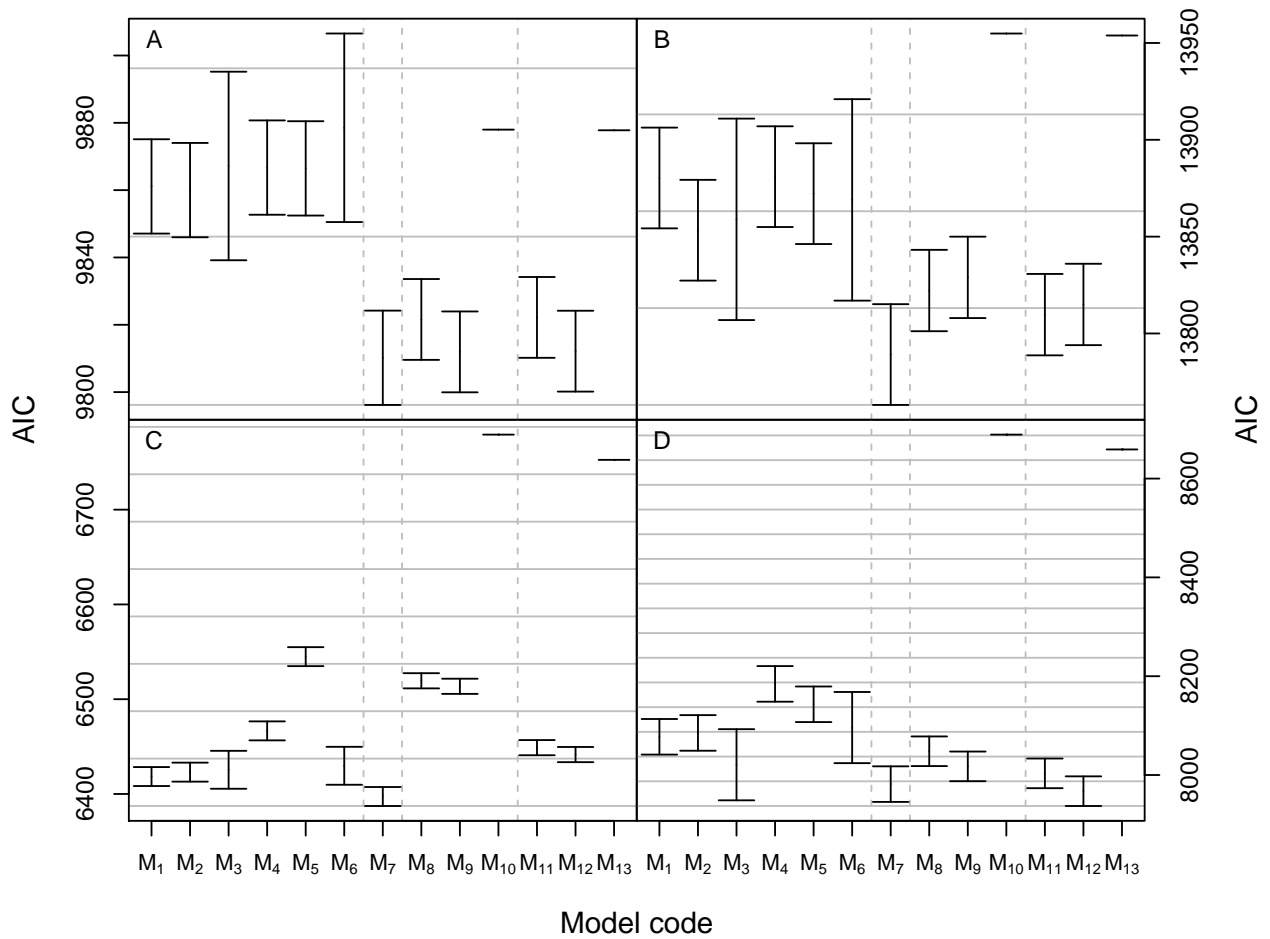 A
B
C
D
AIC
9800
9840
9880
AIC
13800
13850
13900
13950
6400
6500
6600
6700
8000
8200
8400
8600
M₁ M₂ M₃ M₄ M₅ M₆ M₇ M₈ M₉ M₁₀ M₁₁ M₁₂ M₁₃ M₁ M₂ M₃ M₄ M₅ M₆ M₇ M₈ M₉ M₁₀ M₁₁ M₁₂ M₁₃
Model code